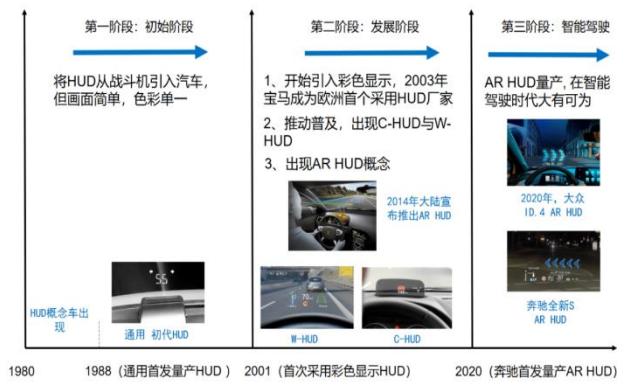 第一阶段：初始阶段
将HUD从战斗机引入汽车，
但画面简单，色彩单一
HUD概念车出
现
55
通用 初代HUD
第二阶段：发展阶段
1、开始引入彩色显示，2003年
宝马成为欧洲首个采用HUD厂家
2、推动普及，出现C-HUD与W-
HUD
3、出现AR HUD概念
2014年大陆宣
布推出AR HUD
W-HUD
C-HUD
第三阶段：智能驾驶
AR HUD量产，在智能
驾驶时代大有可为
2020年，大众
ID.4 AR HUD
奔驰全新S
AR HUD
1980
1988（通用首发量产HUD ）
2001（首次采用彩色显示HUD）
2020（奔驰首发量产AR HUD）